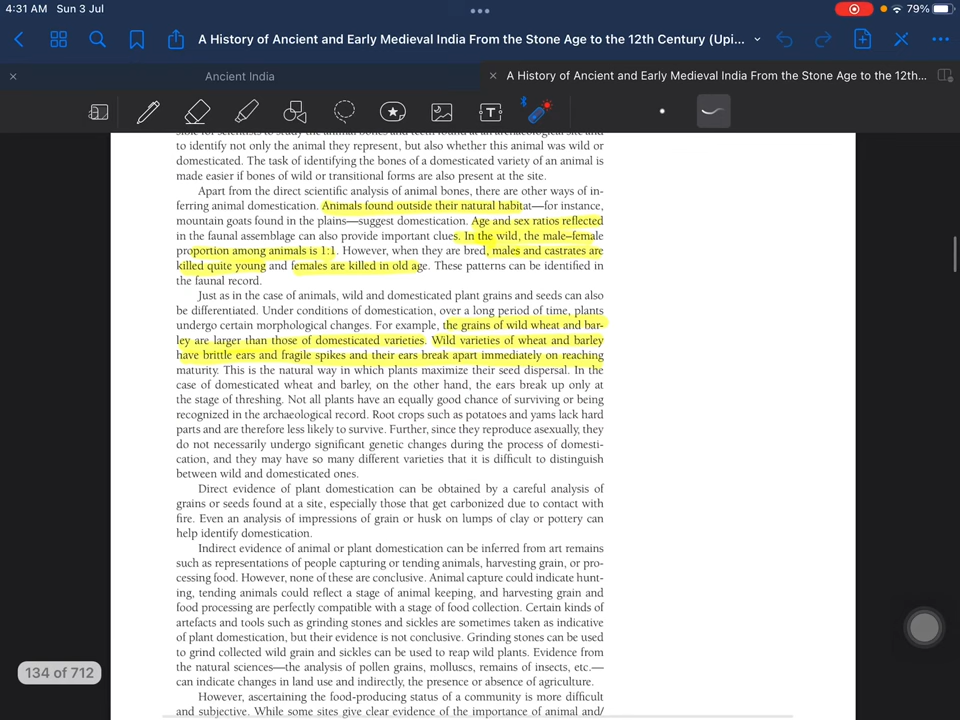 4:31 AM Sun 3 Jul
79%
A History of Ancient and Early Medieval India From the Stone Age to the 12th Century (Upi...
Ancient India
A History of Ancient and Early Medieval India From the Stone Age to the 12th...
sible for scientists to study the animal bones and teeth found at an archaeological site and
to identify not only the animal they represent, but also whether this animal was wild or
domesticated. The task of identifying the bones of a domesticated variety of an animal is
made easier if bones of wild or transitional forms are also present at the site.
Apart from the direct scientific analysis of animal bones, there are other ways of in-
ferring animal domestication. Animals found outside their natural habitat—for instance,
mountain goats found in the plains—suggest domestication. Age and sex ratios reflected
in the faunal assemblage can also provide important clues. In the wild, the male–female
proportion among animals is 1:1. However, when they are bred, males and castrates are
killed quite young and females are killed in old age. These patterns can be identified in
the faunal record.
Just as in the case of animals, wild and domesticated plant grains and seeds can also
be differentiated. Under conditions of domestication, over a long period of time, plants
undergo certain morphological changes. For example, the grains of wild wheat and bar-
ley are larger than those of domesticated varieties. Wild varieties of wheat and barley
have brittle ears and fragile spikes and their ears break apart immediately on reaching
maturity. This is the natural way in which plants maximize their seed dispersal. In the
case of domesticated wheat and barley, on the other hand, the ears break up only at
the stage of threshing. Not all plants have an equally good chance of surviving or being
recognized in the archaeological record. Root crops such as potatoes and yams lack hard
parts and are therefore less likely to survive. Further, since they reproduce asexually, they
do not necessarily undergo significant genetic changes during the process of domesti-
cation, and they may have so many different varieties that it is difficult to distinguish
between wild and domesticated ones.
Direct evidence of plant domestication can be obtained by a careful analysis of
grains or seeds found at a site, especially those that get carbonized due to contact with
fire. Even an analysis of impressions of grain or husk on lumps of clay or pottery can
help identify domestication.
Indirect evidence of animal or plant domestication can be inferred from art remains
such as representations of people capturing or tending animals, harvesting grain, or pro-
cessing food. However, none of these are conclusive. Animal capture could indicate hunt-
ing, tending animals could reflect a stage of animal keeping, and harvesting grain and
food processing are perfectly compatible with a stage of food collection. Certain kinds of
artefacts and tools such as grinding stones and sickles are sometimes taken as indicative
of plant domestication, but their evidence is not conclusive. Grinding stones can be used
to grind collected wild grain and sickles can be used to reap wild plants. Evidence from
the natural sciences—the analysis of pollen grains, molluscs, remains of insects, etc.—
can indicate changes in land use and indirectly, the presence or absence of agriculture.
However, ascertaining the food-producing status of a community is more difficult
and subjective. While some sites give clear evidence of the importance of animal and/
134 of 712